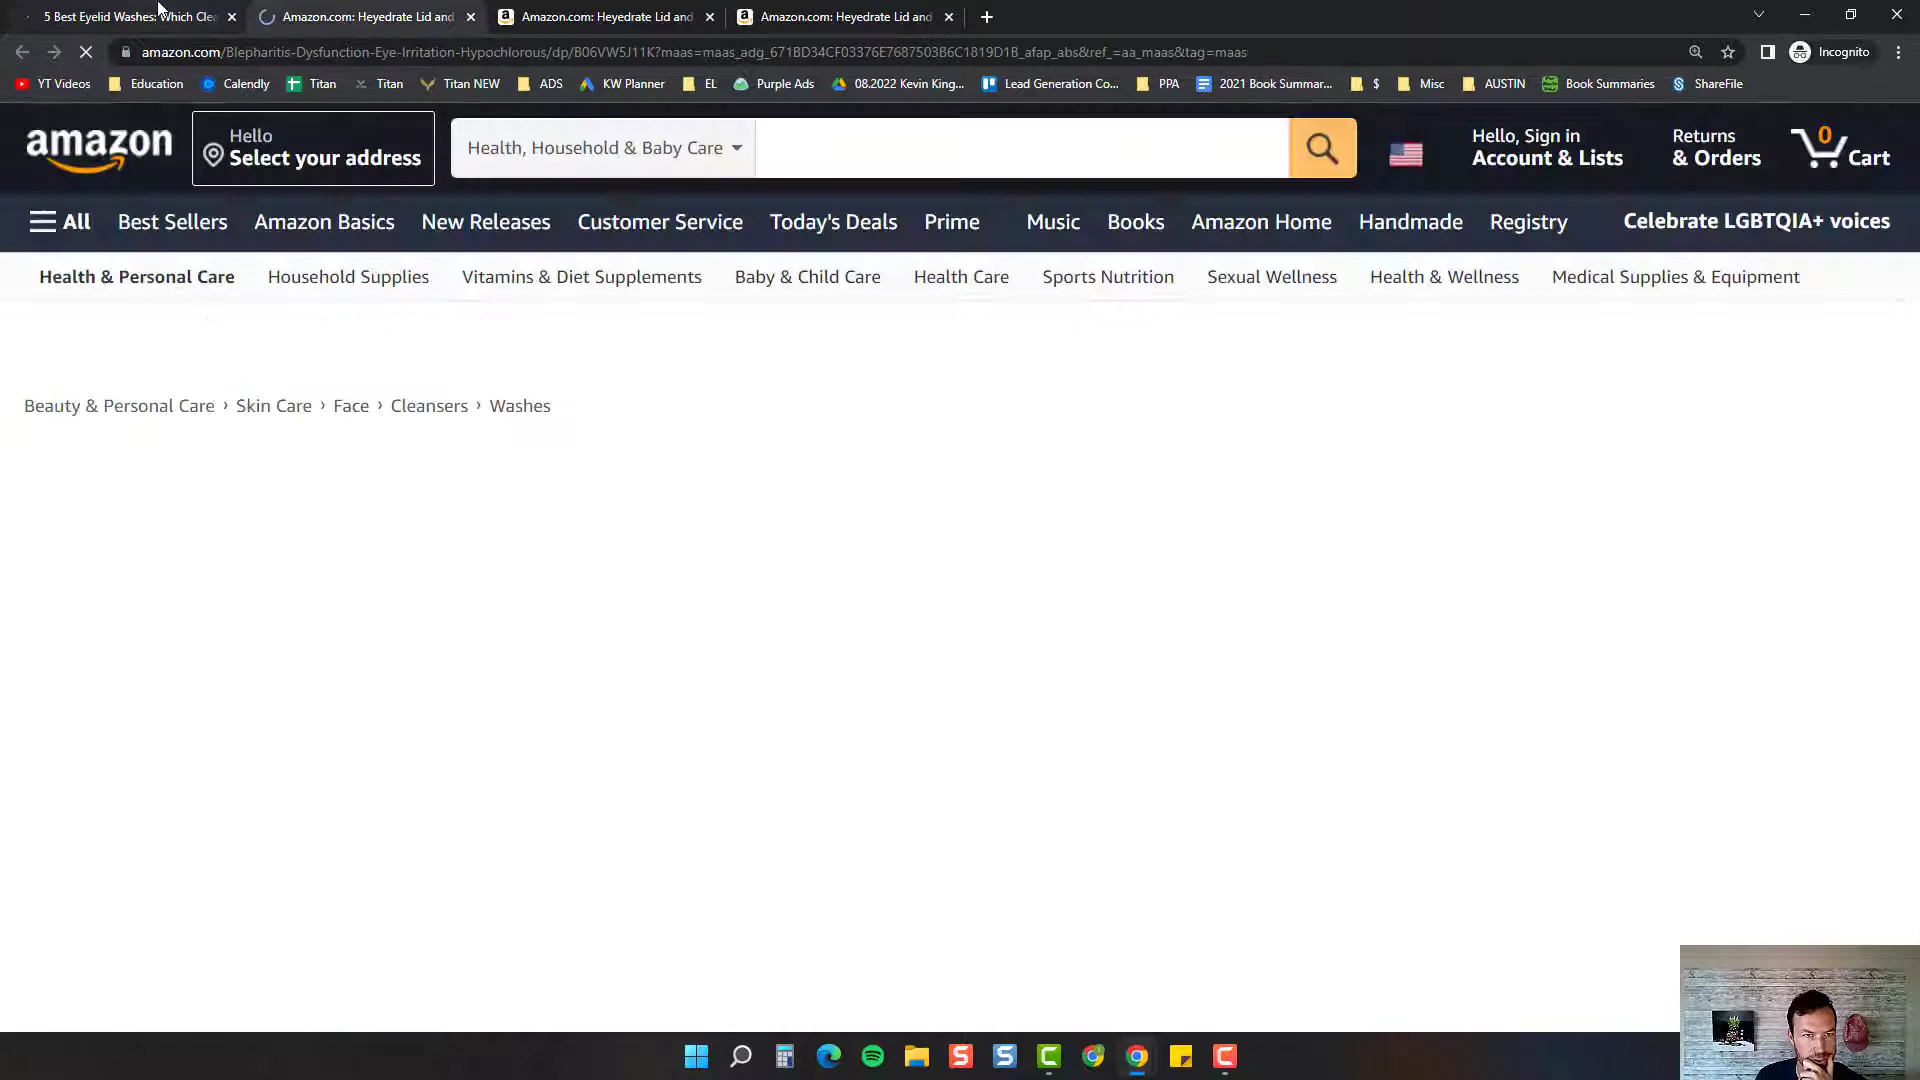 5 Best Eyelid Washes: Which Clea
Amazon.com: Heyedrate Lid and
Amazon.com: Heyedrate Lid and
Amazon.com: Heyedrate Lid and
amazon.com/Blepharitis-Dysfunction-Eye-Irritation-Hypochlorous/dp/B06VW5J11K?maas=maas_adg_671BD34CF03376E7687503B6C1819D1B_afap_abs&ref_=aa_maas&tag=maas
Incognito
YT Videos Education Calendly Titan Titan Titan NEW ADS KW Planner EL Purple Ads 08.2022 Kevin King... Lead Generation Co... PPA 2021 Book Summar... $ Misc AUSTIN Book Summaries ShareFile
amazon
Hello
Select your address
Health, Household & Baby Care
Hello, Sign in
Account & Lists
Returns
& Orders
0
Cart
All Best Sellers Amazon Basics New Releases Customer Service Today's Deals Prime Music Books Amazon Home Handmade Registry Celebrate LGBTQIA+ voices
Health & Personal Care Household Supplies Vitamins & Diet Supplements Baby & Child Care Health Care Sports Nutrition Sexual Wellness Health & Wellness Medical Supplies & Equipment
Beauty & Personal Care › Skin Care › Face › Cleansers › Washes